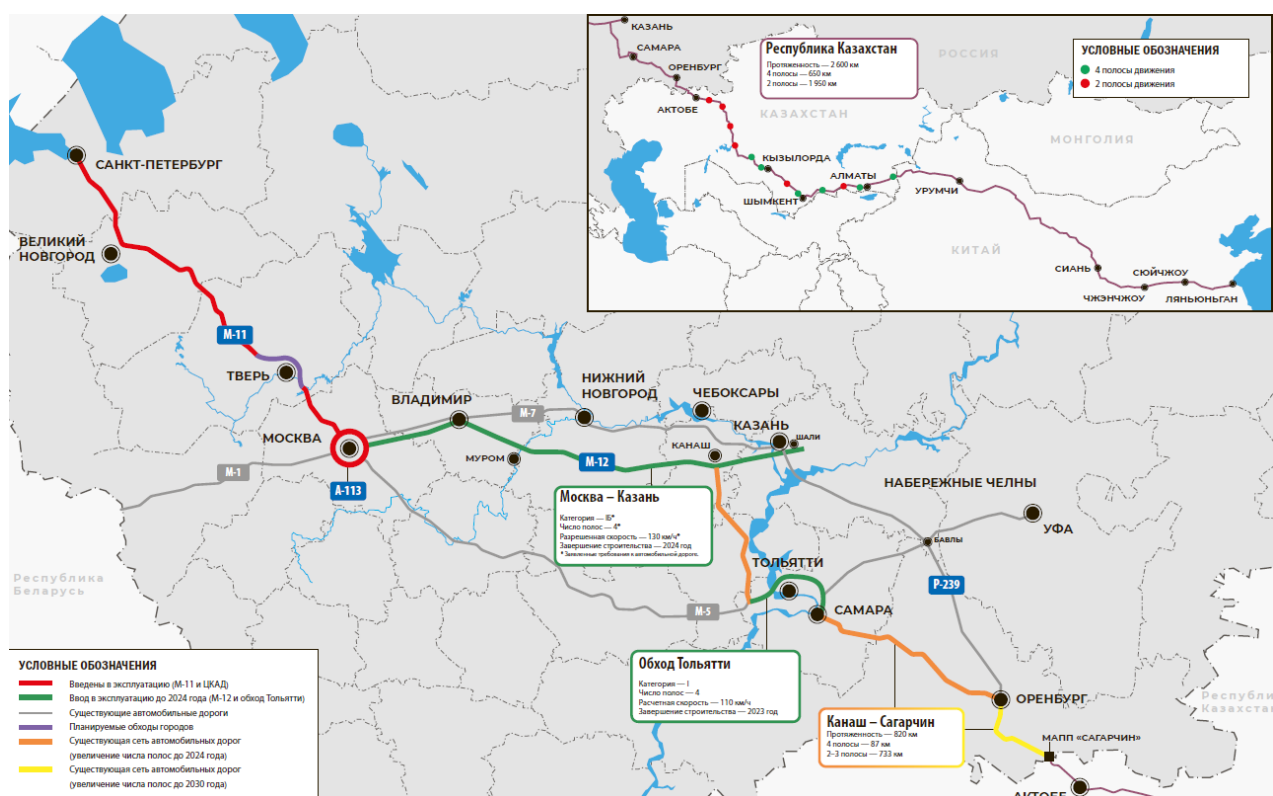 КАЗАНЬ
САМАРА
ОРЕНБУРГ
АКТОБЕ
Республика Казахстан
Протяженность — 2 600 км
4 полосы — 650 км
2 полосы — 1 950 км
РОССИЯ
УСЛОВНЫЕ ОБОЗНАЧЕНИЯ
4 полосы движения
2 полосы движения
КАЗАХСТАН
МОНГОЛИЯ
КЫЗЫЛОРДА
АЛМАТЫ
ШЫМКЕНТ
УРУМЧИ
КИТАЙ
СИАНЬ
СЮЙЧЖОУ
ЧЖЭНЧЖОУ
ЛЯНЬЮНЬГАН
САНКТ-ПЕТЕРБУРГ
ВЕЛИКИЙ
НОВГОРОД
М-11
ТВЕРЬ
ВЛАДИМИР
НИЖНИЙ
НОВГОРОД
ЧЕБОКСАРЫ
М-7
МОСКВА
КАЗАНЬ
ШАЛИ
КАНАШ
МУРОМ
М-12
М-1
А-113
НАБЕРЕЖНЫЕ ЧЕЛНЫ
УФА
БАВЛЫ
Москва – Казань
Категория — IБ*
Число полос — 4*
Разрешенная скорость — 130 км/ч*
Завершение строительства — 2024 год
* Заявленные требования к автомобильной дороге.
Республика
Беларусь
ТОЛЬЯТТИ
Р-239
М-5
САМАРА
Обход Тольятти
Категория — I
Число полос — 4
Расчетная скорость — 110 км/ч
Завершение строительства — 2023 год
ОРЕНБУРГ
Республи
Казахстан
Канаш – Сагарчин
Протяженность — 820 км
4 полосы — 87 км
2–3 полосы — 733 км
МАПП «САГАРЧИН»
АКТОБЕ
УСЛОВНЫЕ ОБОЗНАЧЕНИЯ
Введены в эксплуатацию (М-11 и ЦКАД)
Ввод в эксплуатацию до 2024 года (М-12 и обход Тольятти)
Существующие автомобильные дороги
Планируемые обходы городов
Существующая сеть автомобильных дорог
(увеличение числа полос до 2024 года)
Существующая сеть автомобильных дорог
(увеличение числа полос до 2030 года)